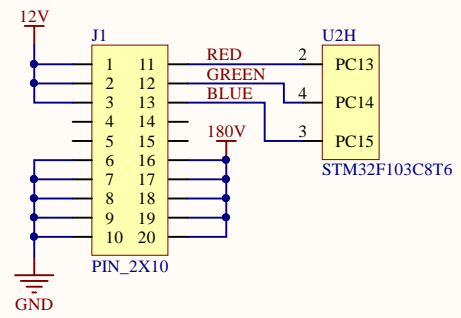 12V
J1
U2H
1 11 RED 2 PC13
2 12 GREEN 4 PC14
3 13 BLUE 3 PC15
4 14
5 15
180V
STM32F103C8T6
6 16
7 17
8 18
9 19
10 20
PIN_2X10
GND